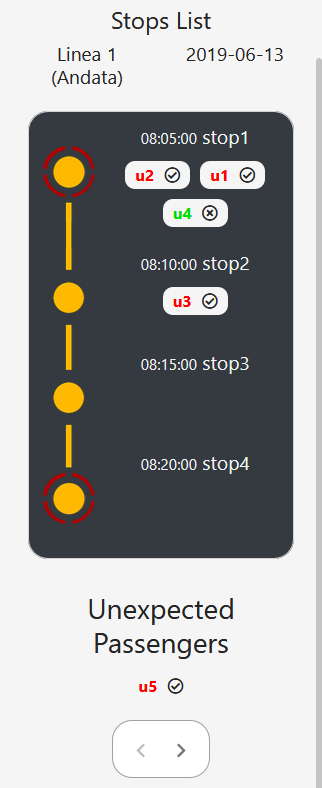 Stops List
Linea 1 2019-06-13
(Andata)
08:05:00 stop1
u2 u1
u4
08:10:00 stop2
u3
08:15:00 stop3
08:20:00 stop4
Unexpected
Passengers
u5